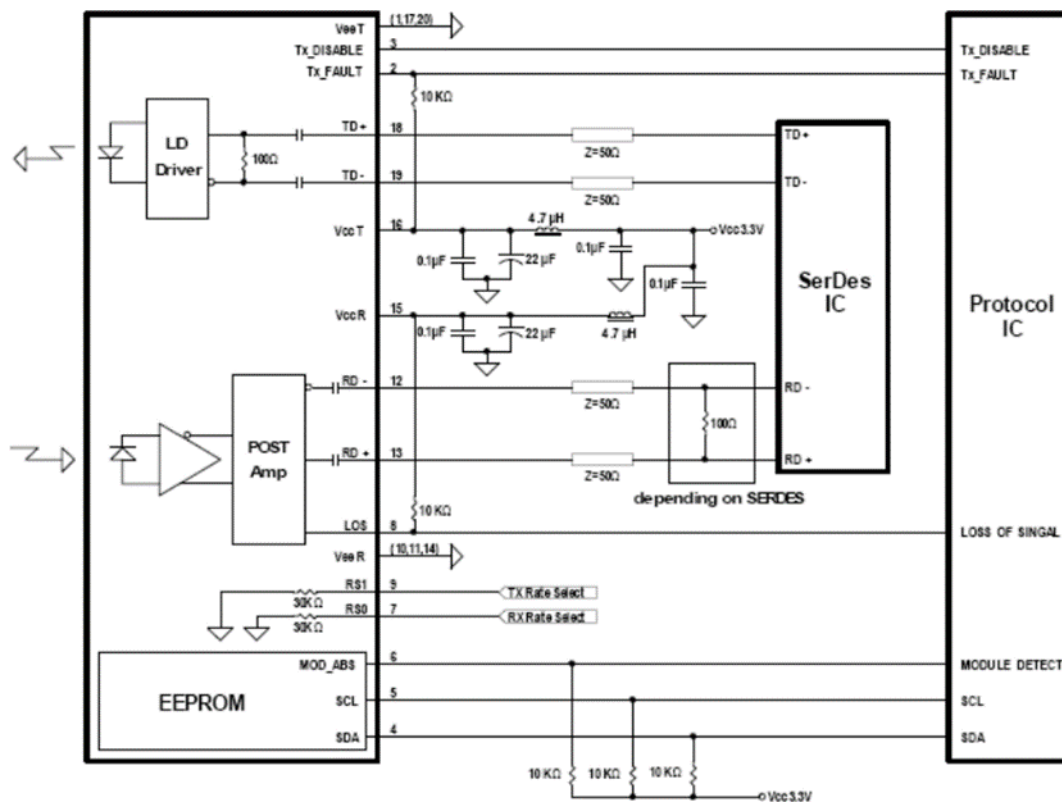 VeeT (1,17,20)
Tx_DISABLE 3 Tx_DISABLE
Tx_FAULT 2 Tx_FAULT
10 KΩ
LD
Driver
100Ω
TD+ 18 TD+
Z=50Ω
TD- 19 TD-
Z=50Ω
VccT 16
4.7 µH
Vcc3.3V
0.1µF
22 µF
0.1µF
0.1µF
SerDes
IC
Protocol
IC
VccR 15
0.1µF
22 µF
4.7 µH
RD - 12 RD -
Z=50Ω
100Ω
POST
Amp
RD + 13 RD +
Z=50Ω
depending on SERDES
10 KΩ
LOS 8 LOSS OF SINGAL
VeeR (10,11,14)
RS1 9 TX Rate Select
30KΩ
RS0 7 RX Rate Select
30KΩ
EEPROM
MOD_ABS 6 MODULE DETECT
SCL 5 SCL
SDA 4 SDA
10 KΩ 10 KΩ 10 KΩ
Vcc3.3V